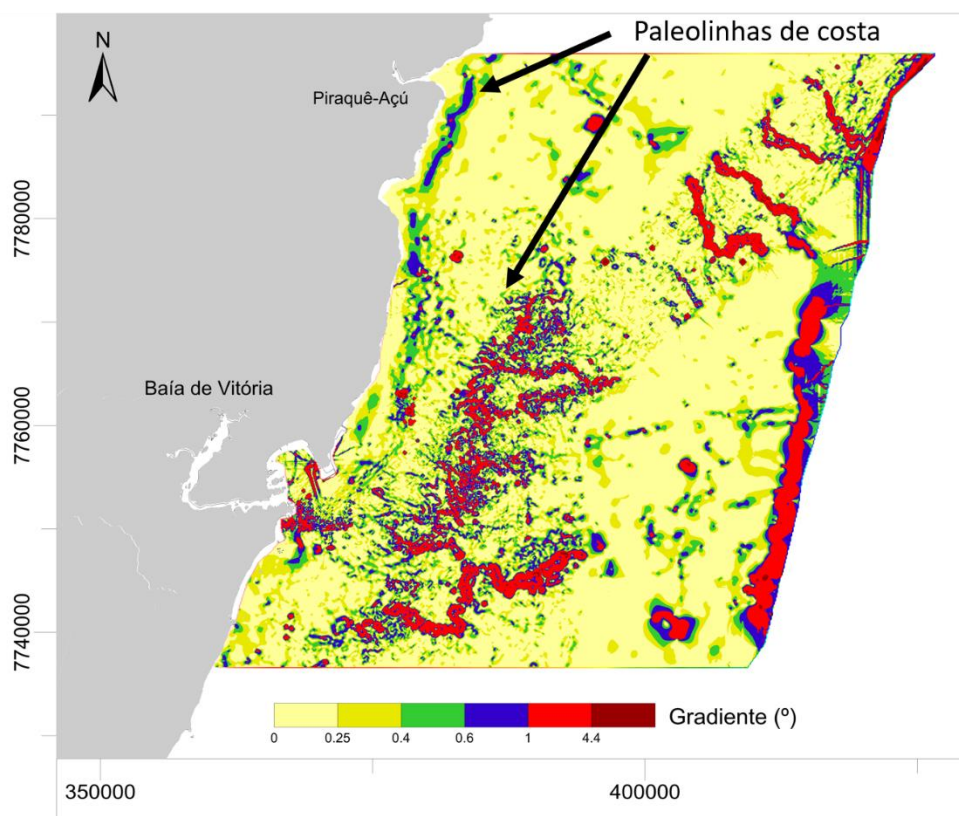 Paleolinhas de costa
N
Piraquê-Açú
Baía de Vitória
7780000
7760000
7740000
Gradiente (º)
0 0.25 0.4 0.6 1 4.4
350000 400000